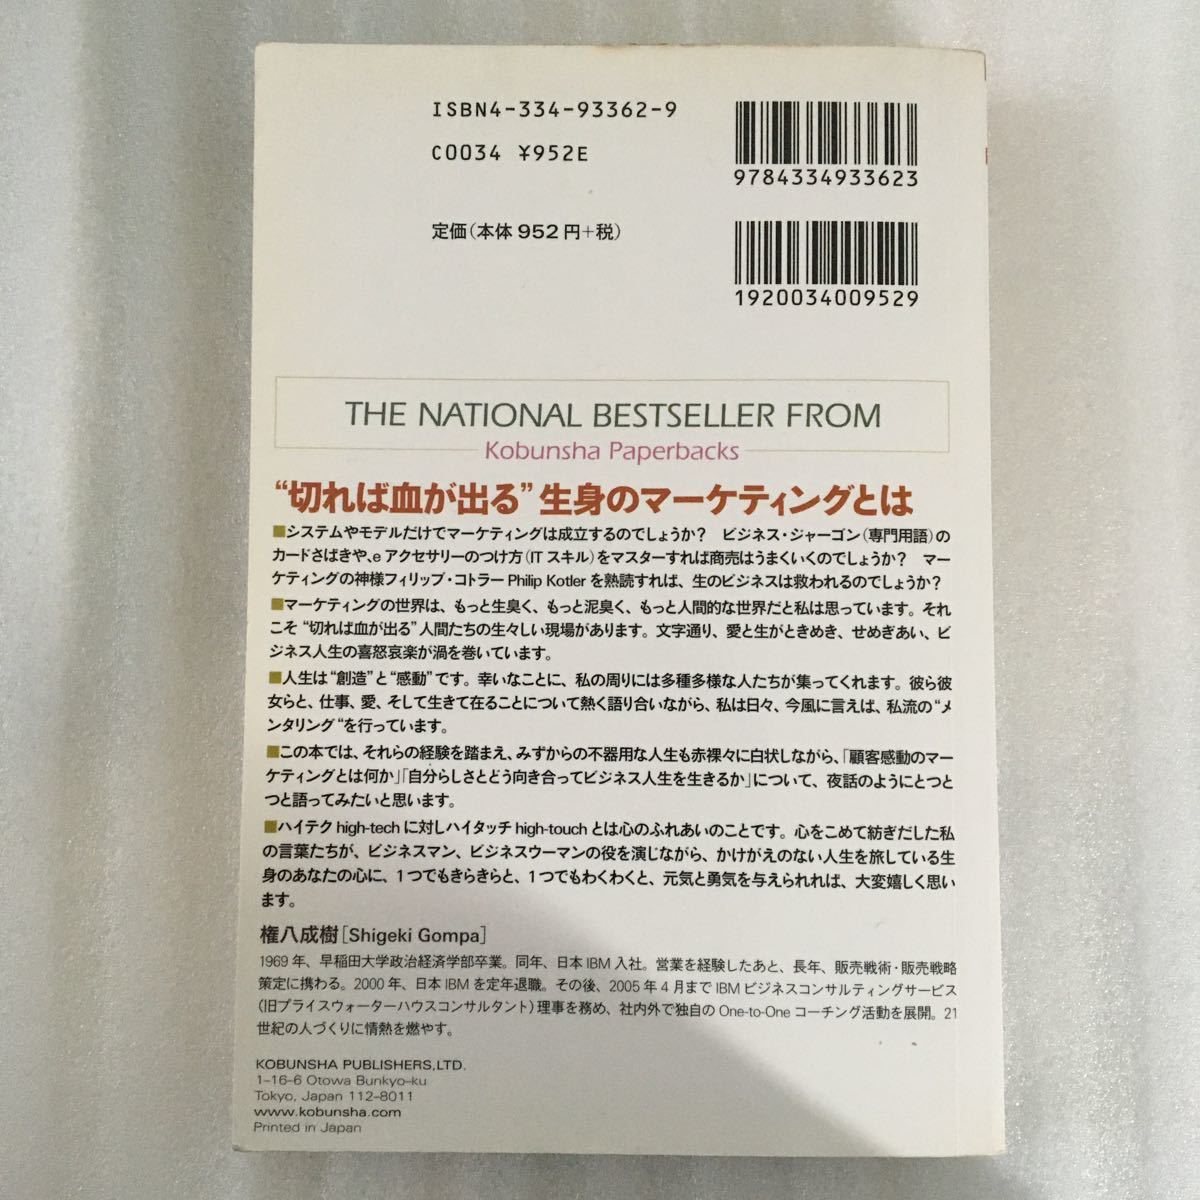 ISBN4-334-93362-9
C0034 ¥952E
9784334933623
定価(本体952円+税)
1920034009529
THE NATIONAL BESTSELLER FROM
Kobunsha Paperbacks
“切れば血が出る”生身のマーケティングとは
■システムやモデルだけでマーケティングは成立するのでしょうか？　ビジネス・ジャーゴン(専門用語)の
カードさばきや、e アクセサリーのつけ方(IT スキル)をマスターすれば商売はうまくいくのでしょうか？　マー
ケティングの神様フィリップ・コトラー Philip Kotler を熟読すれば、生のビジネスは救われるのでしょうか？
■マーケティングの世界は、もっと生臭く、もっと泥臭く、もっと人間的な世界だと私は思っています。それ
こそ “切れば血が出る” 人間たちの生々しい現場があります。文字通り、愛と生がときめき、せめぎあい、ビ
ジネス人生の喜怒哀楽が渦を巻いています。
■人生は“創造”と“感動”です。幸いなことに、私の周りには多種多様な人たちが集ってくれます。彼ら彼
女らと、仕事、愛、そして生きて在ることについて熱く語り合いながら、私は日々、今風に言えば、私流の“メ
ンタリング“を行っています。
■この本では、それらの経験を踏まえ、みずからの不器用な人生も赤裸々に白状しながら、「顧客感動のマー
ケティングとは何か」「自分らしさとどう向き合ってビジネス人生を生きるか」について、夜話のようにとつと
つと語ってみたいと思います。
■ハイテク high-tech に対しハイタッチ high-touch とは心のふれあいのことです。心をこめて紡ぎだした私
の言葉たちが、ビジネスマン、ビジネスウーマンの役を演じながら、かけがえのない人生を旅している生
身のあなたの心に、1つでもきらきらと、1つでもわくわくと、元気と勇気を与えられれば、大変嬉しく思い
ます。
権八成樹[Shigeki Gompa]
1969 年、早稲田大学政治経済学部卒業。同年、日本IBM 入社。営業を経験したあと、長年、販売戦術・販売戦略
策定に携わる。2000 年、日本 IBM を定年退職。その後、2005 年 4 月まで IBM ビジネスコンサルティングサービス
(旧プライスウォーターハウスコンサルタント) 理事を務め、社内外で独自の One-to-One コーチング活動を展開。21
世紀の人づくりに情熱を燃やす。
KOBUNSHA PUBLISHERS,LTD.
1-16-6 Otowa Bunkyo-ku
Tokyo, Japan 112-8011
www.kobunsha.com
Printed in Japan